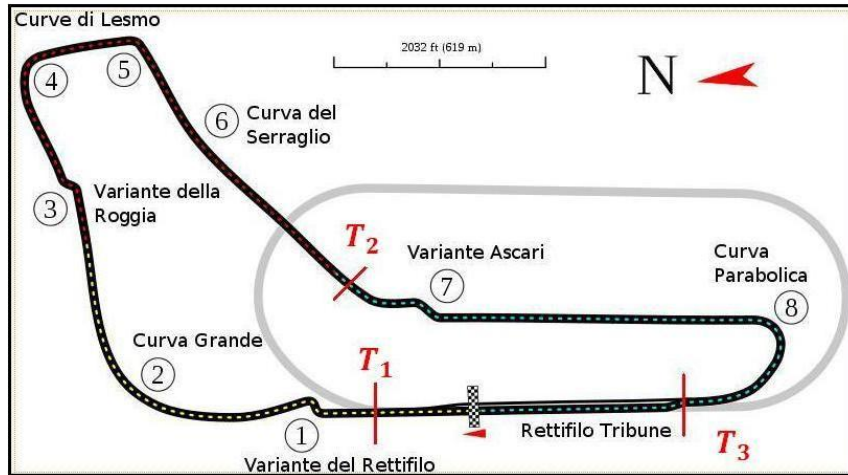 Curve di Lesmo
2032 ft (619 m)
N
4
5
6
Curva del
Serraglio
3
Variante della
Roggia
T2
Variante Ascari
7
Curva
Parabolica
8
Curva Grande
2
T1
1
Rettifilo Tribune
T3
Variante del Rettifilo